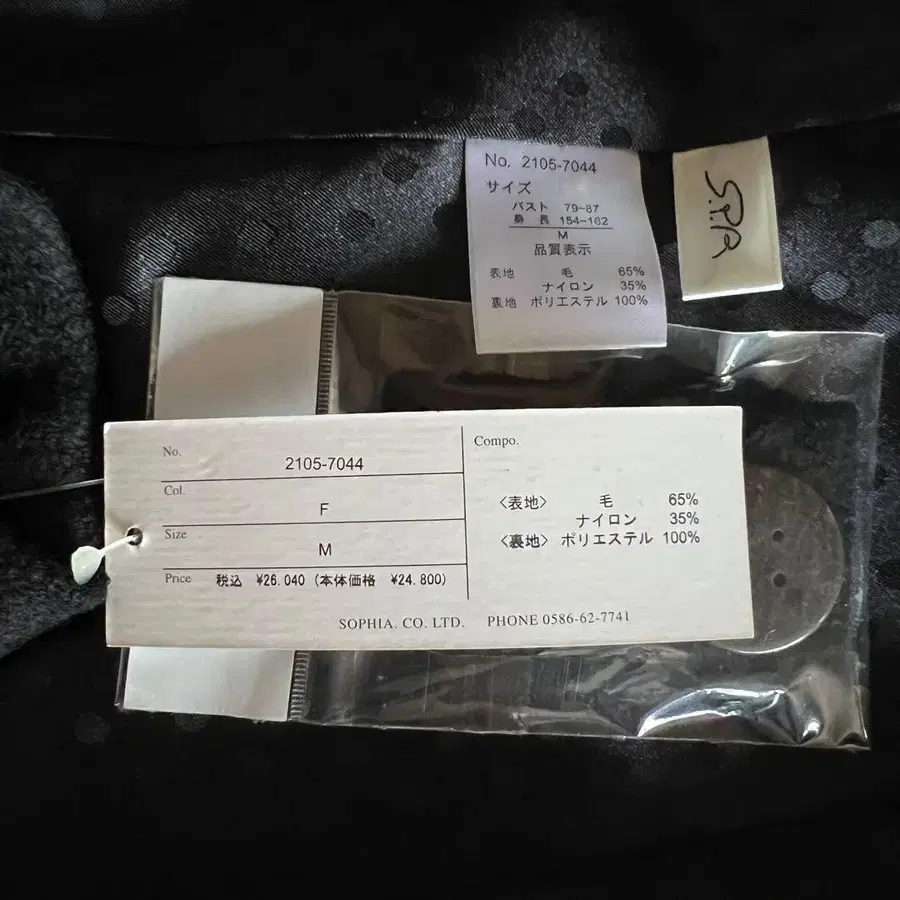 No. 2105-7044
サイズ
バスト 79-87
身長 154-162
M
品質表示
表地 毛 65%
ナイロン 35%
裏地 ポリエステル 100%
No. 2105-7044
Col. F
Size M
Price 税込 ¥26.040 (本体価格 ¥24.800)
Compo.
〈表地〉 毛 65%
ナイロン 35%
〈裏地〉 ポリエステル 100%
SOPHIA. CO. LTD. PHONE 0586-62-7741